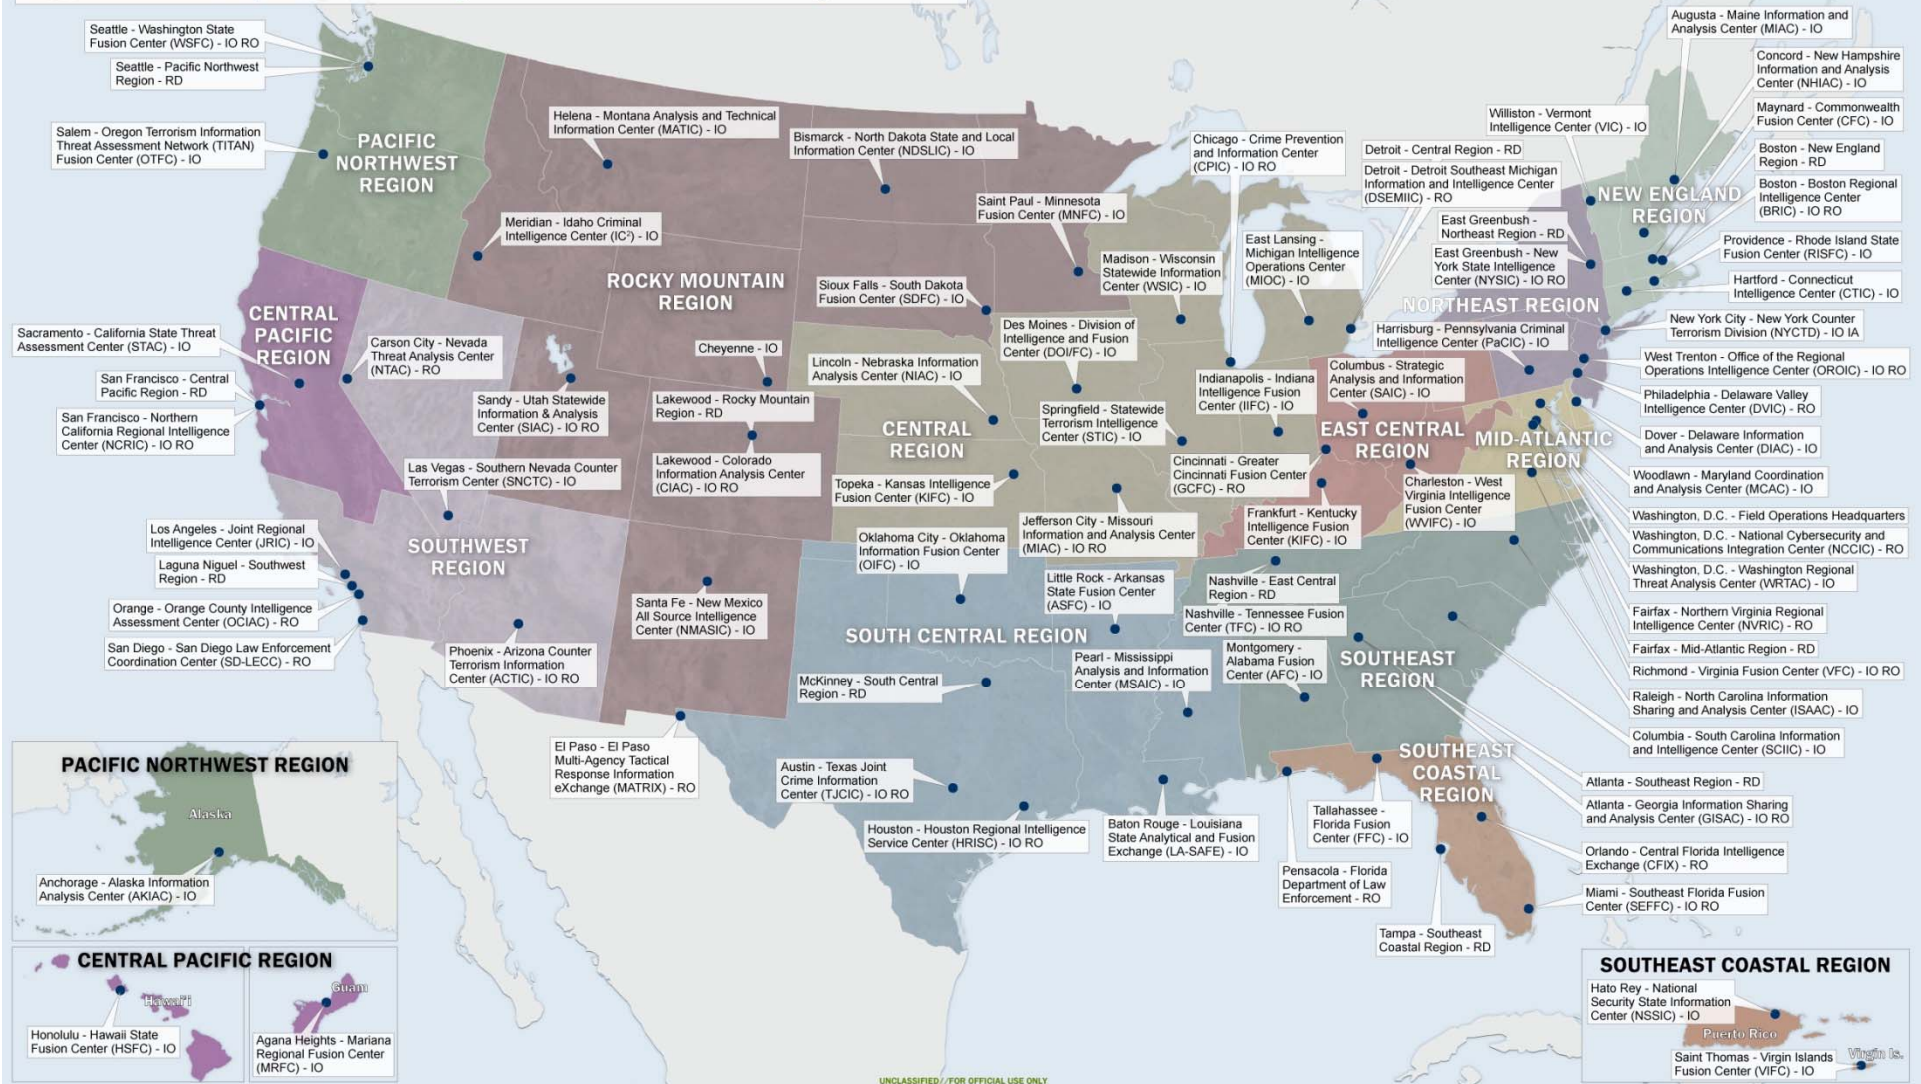 Seattle - Washington State
Fusion Center (WSFC) - IO RO
Seattle - Pacific Northwest
Region - RD
Salem - Oregon Terrorism Information
Threat Assessment Network (TITAN)
Fusion Center (OTFC) - IO
PACIFIC
NORTHWEST
REGION
Helena - Montana Analysis and Technical
Information Center (MATIC) - IO
Bismarck - North Dakota State and Local
Information Center (NDSLIC) - IO
Meridian - Idaho Criminal
Intelligence Center (IC²) - IO
Saint Paul - Minnesota
Fusion Center (MNFC) - IO
ROCKY MOUNTAIN
REGION
Sioux Falls - South Dakota
Fusion Center (SDFC) - IO
Madison - Wisconsin
Statewide Information
Center (WSIC) - IO
Chicago - Crime Prevention
and Information Center
(CPIC) - IO RO
East Lansing -
Michigan Intelligence
Operations Center
(MIOC) - IO
Detroit - Central Region - RD
Detroit - Detroit Southeast Michigan
Information and Intelligence Center
(DSEMIIC) - RO
East Greenbush -
Northeast Region - RD
East Greenbush - New
York State Intelligence
Center (NYSIC) - IO RO
NORTHEAST REGION
Harrisburg - Pennsylvania Criminal
Intelligence Center (PaCIC) - IO
Williston - Vermont
Intelligence Center (VIC) - IO
NEW ENGLAND
REGION
Augusta - Maine Information and
Analysis Center (MIAC) - IO
Concord - New Hampshire
Information and Analysis
Center (NHIAC) - IO
Maynard - Commonwealth
Fusion Center (CFC) - IO
Boston - New England
Region - RD
Boston - Boston Regional
Intelligence Center
(BRIC) - IO RO
Providence - Rhode Island State
Fusion Center (RISFC) - IO
Hartford - Connecticut
Intelligence Center (CTIC) - IO
New York City - New York Counter
Terrorism Division (NYCTD) - IO IA
West Trenton - Office of the Regional
Operations Intelligence Center (OROIC) - IO RO
Philadelphia - Delaware Valley
Intelligence Center (DVIC) - RO
Dover - Delaware Information
and Analysis Center (DIAC) - IO
Woodlawn - Maryland Coordination
and Analysis Center (MCAC) - IO
Washington, D.C. - Field Operations Headquarters
Washington, D.C. - National Cybersecurity and
Communications Integration Center (NCCIC) - RO
Washington, D.C. - Washington Regional
Threat Analysis Center (WRTAC) - IO
Fairfax - Northern Virginia Regional
Intelligence Center (NVRIC) - RO
Fairfax - Mid-Atlantic Region - RD
Richmond - Virginia Fusion Center (VFC) - IO RO
Raleigh - North Carolina Information
Sharing and Analysis Center (ISAAC) - IO
Columbia - South Carolina Information
and Intelligence Center (SCIIC) - IO
Atlanta - Southeast Region - RD
Atlanta - Georgia Information Sharing
and Analysis Center (GISAC) - IO RO
Orlando - Central Florida Intelligence
Exchange (CFIX) - RO
Miami - Southeast Florida Fusion
Center (SEFFC) - IO RO
CENTRAL
PACIFIC
REGION
Sacramento - California State Threat
Assessment Center (STAC) - IO
San Francisco - Central
Pacific Region - RD
San Francisco - Northern
California Regional Intelligence
Center (NCRIC) - IO RO
Carson City - Nevada
Threat Analysis Center
(NTAC) - RO
Sandy - Utah Statewide
Information & Analysis
Center (SIAC) - IO RO
Cheyenne - IO
Lakewood - Rocky Mountain
Region - RD
Lakewood - Colorado
Information Analysis Center
(CIAC) - IO RO
Las Vegas - Southern Nevada Counter
Terrorism Center (SNCTC) - IO
Los Angeles - Joint Regional
Intelligence Center (JRIC) - IO
Laguna Niguel - Southwest
Region - RD
Orange - Orange County Intelligence
Assessment Center (OCIAC) - RO
San Diego - San Diego Law Enforcement
Coordination Center (SD-LECC) - RO
SOUTHWEST
REGION
Phoenix - Arizona Counter
Terrorism Information
Center (ACTIC) - IO RO
Santa Fe - New Mexico
All Source Intelligence
Center (NMASIC) - IO
El Paso - El Paso
Multi-Agency Tactical
Response Information
eXchange (MATRIX) - RO
Lincoln - Nebraska Information
Analysis Center (NIAC) - IO
Des Moines - Division of
Intelligence and Fusion
Center (DOI/FC) - IO
CENTRAL
REGION
Springfield - Statewide
Terrorism Intelligence
Center (STIC) - IO
Indianapolis - Indiana
Intelligence Fusion
Center (IIFC) - IO
Columbus - Strategic
Analysis and Information
Center (SAIC) - IO
EAST CENTRAL
REGION
MID-ATLANTIC
REGION
Topeka - Kansas Intelligence
Fusion Center (KIFC) - IO
Jefferson City - Missouri
Information and Analysis Center
(MIAC) - IO RO
Cincinnati - Greater
Cincinnati Fusion Center
(GCFC) - RO
Frankfurt - Kentucky
Intelligence Fusion
Center (KIFC) - IO
Charleston - West
Virginia Intelligence
Fusion Center
(WVIFC) - IO
Oklahoma City - Oklahoma
Information Fusion Center
(OIFC) - IO
Little Rock - Arkansas
State Fusion Center
(ASFC) - IO
Nashville - East Central
Region - RD
Nashville - Tennessee Fusion
Center (TFC) - IO RO
SOUTH CENTRAL REGION
McKinney - South Central
Region - RD
Pearl - Mississippi
Analysis and Information
Center (MSAIC) - IO
Montgomery -
Alabama Fusion
Center (AFC) - IO
SOUTHEAST
REGION
Austin - Texas Joint
Crime Information
Center (TJCIC) - IO RO
Houston - Houston Regional Intelligence
Service Center (HRISC) - IO RO
Baton Rouge - Louisiana
State Analytical and Fusion
Exchange (LA-SAFE) - IO
SOUTHEAST
COASTAL
REGION
Tallahassee -
Florida Fusion
Center (FFC) - IO
Pensacola - Florida
Department of Law
Enforcement - RO
Tampa - Southeast
Coastal Region - RD
PACIFIC NORTHWEST REGION
Alaska
Anchorage - Alaska Information
Analysis Center (AKIAC) - IO
CENTRAL PACIFIC REGION
Hawai'i
Honolulu - Hawaii State
Fusion Center (HSFC) - IO
Guam
Agana Heights - Mariana
Regional Fusion Center
(MRFC) - IO
SOUTHEAST COASTAL REGION
Hato Rey - National
Security State Information
Center (NSSIC) - IO
Puerto Rico
Saint Thomas - Virgin Islands
Fusion Center (VIFC) - IO
Virgin Is.
UNCLASSIFIED//FOR OFFICIAL USE ONLY